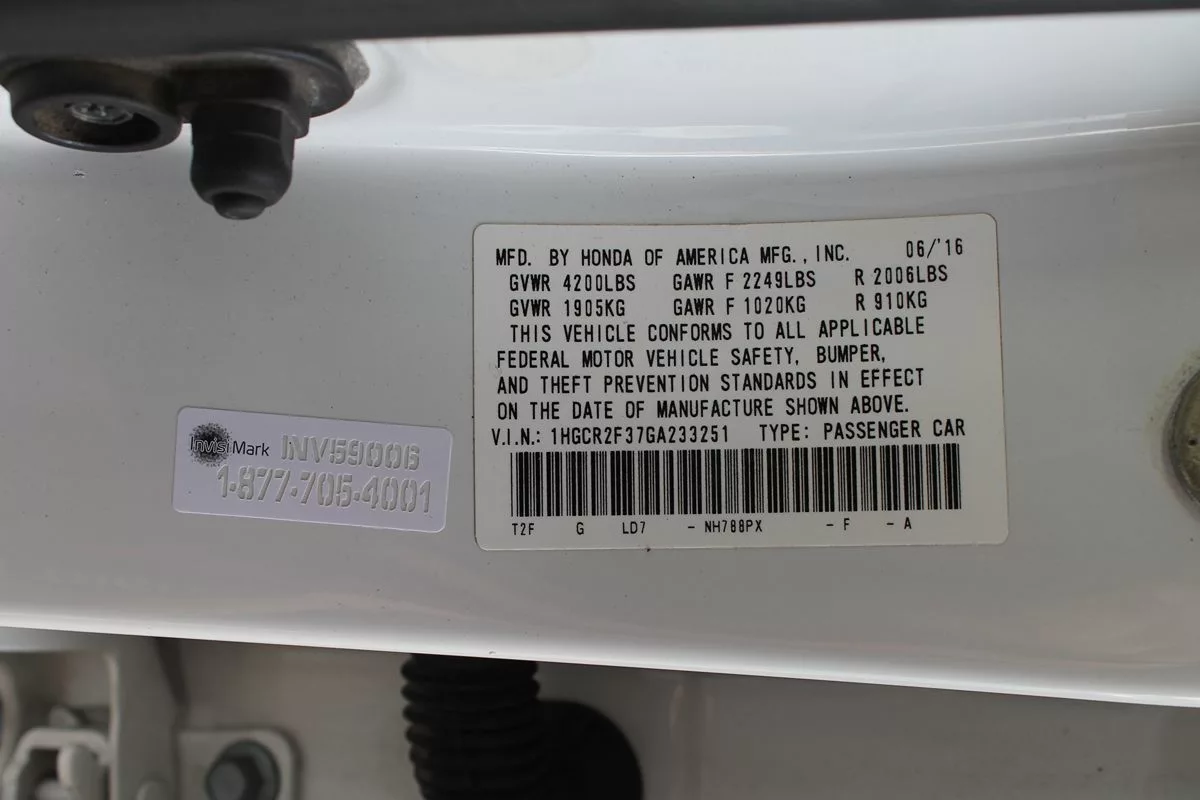 MFD. BY HONDA OF AMERICA MFG., INC. 06/'16
GVWR 4200LBS GAWR F 2249LBS R 2006LBS
GVWR 1905KG GAWR F 1020KG R 910KG
THIS VEHICLE CONFORMS TO ALL APPLICABLE
FEDERAL MOTOR VEHICLE SAFETY, BUMPER,
AND THEFT PREVENTION STANDARDS IN EFFECT
ON THE DATE OF MANUFACTURE SHOWN ABOVE.
V.I.N.: 1HGCR2F37GA233251 TYPE: PASSENGER CAR
T2F G LD7 - NH788PX - F - A
InvisiMark INV59006
1-877-705-4001